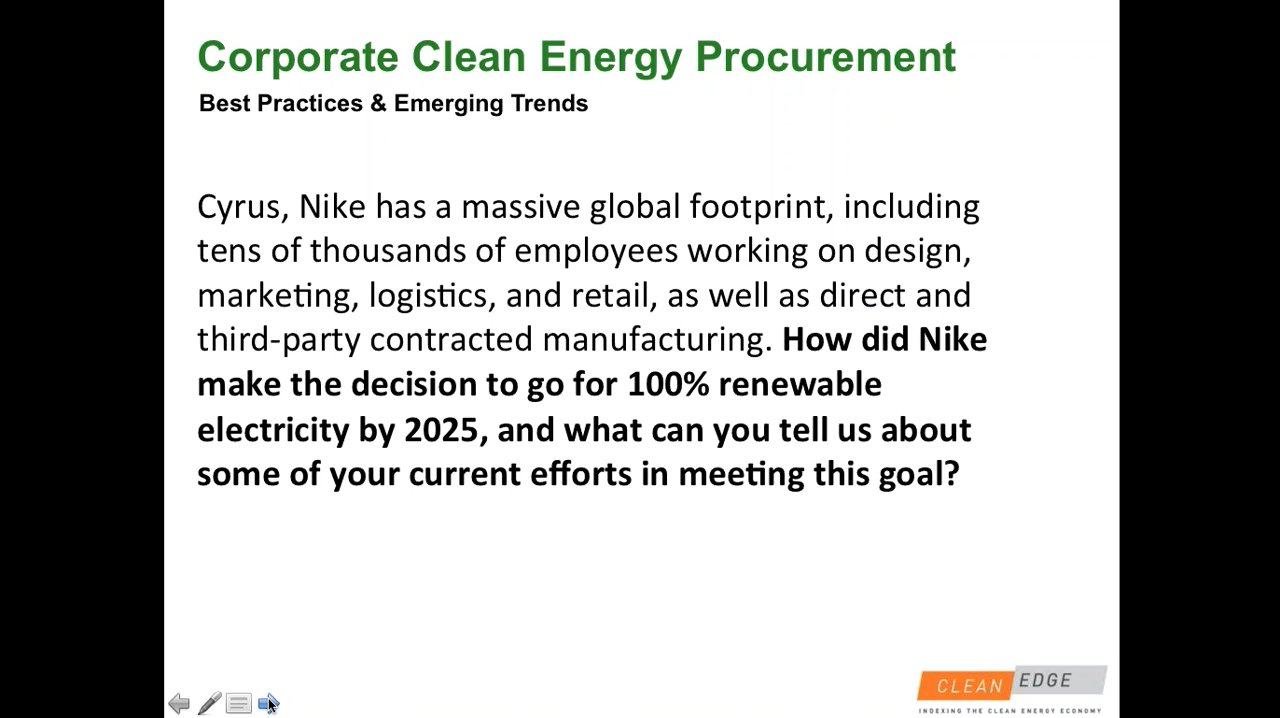 Corporate Clean Energy Procurement
Best Practices & Emerging Trends
Cyrus, Nike has a massive global footprint, including
tens of thousands of employees working on design,
marketing, logistics, and retail, as well as direct and
third-party contracted manufacturing. How did Nike
make the decision to go for 100% renewable
electricity by 2025, and what can you tell us about
some of your current efforts in meeting this goal?
CLEAN EDGE
INDEXING THE CLEAN ENERGY ECONOMY